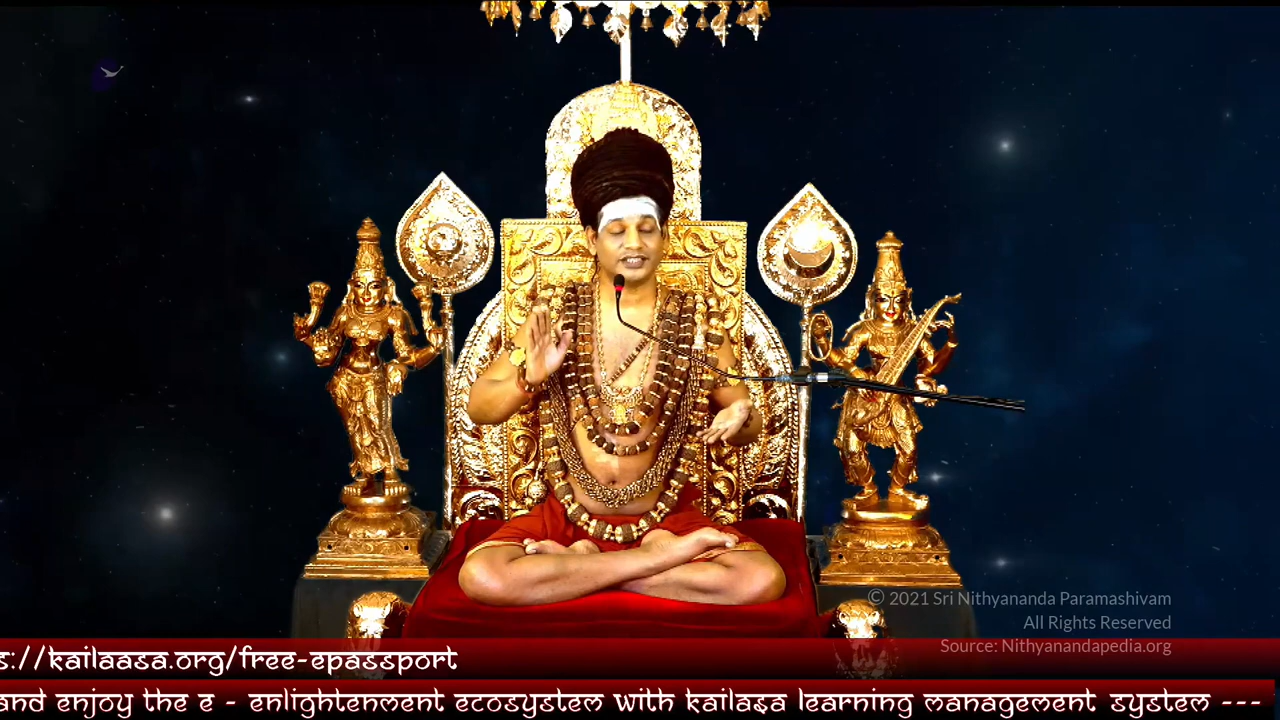 © 2021 Sri Nithyananda Paramashivam
All Rights Reserved
Source: Nithyanandapedia.org
s://kailaasa.org/free-epassport
and enjoy the e - enlightenment ecosystem with kailasa learning management system ---